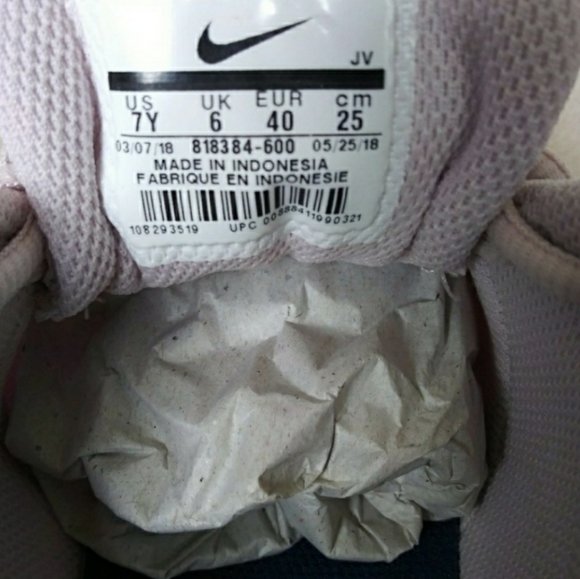 JV
US UK EUR cm
7Y 6 40 25
03/07/18 818384-600 05/25/18
MADE IN INDONESIA
FABRIQUE EN INDONESIE
108293519 UPC 00888411990321